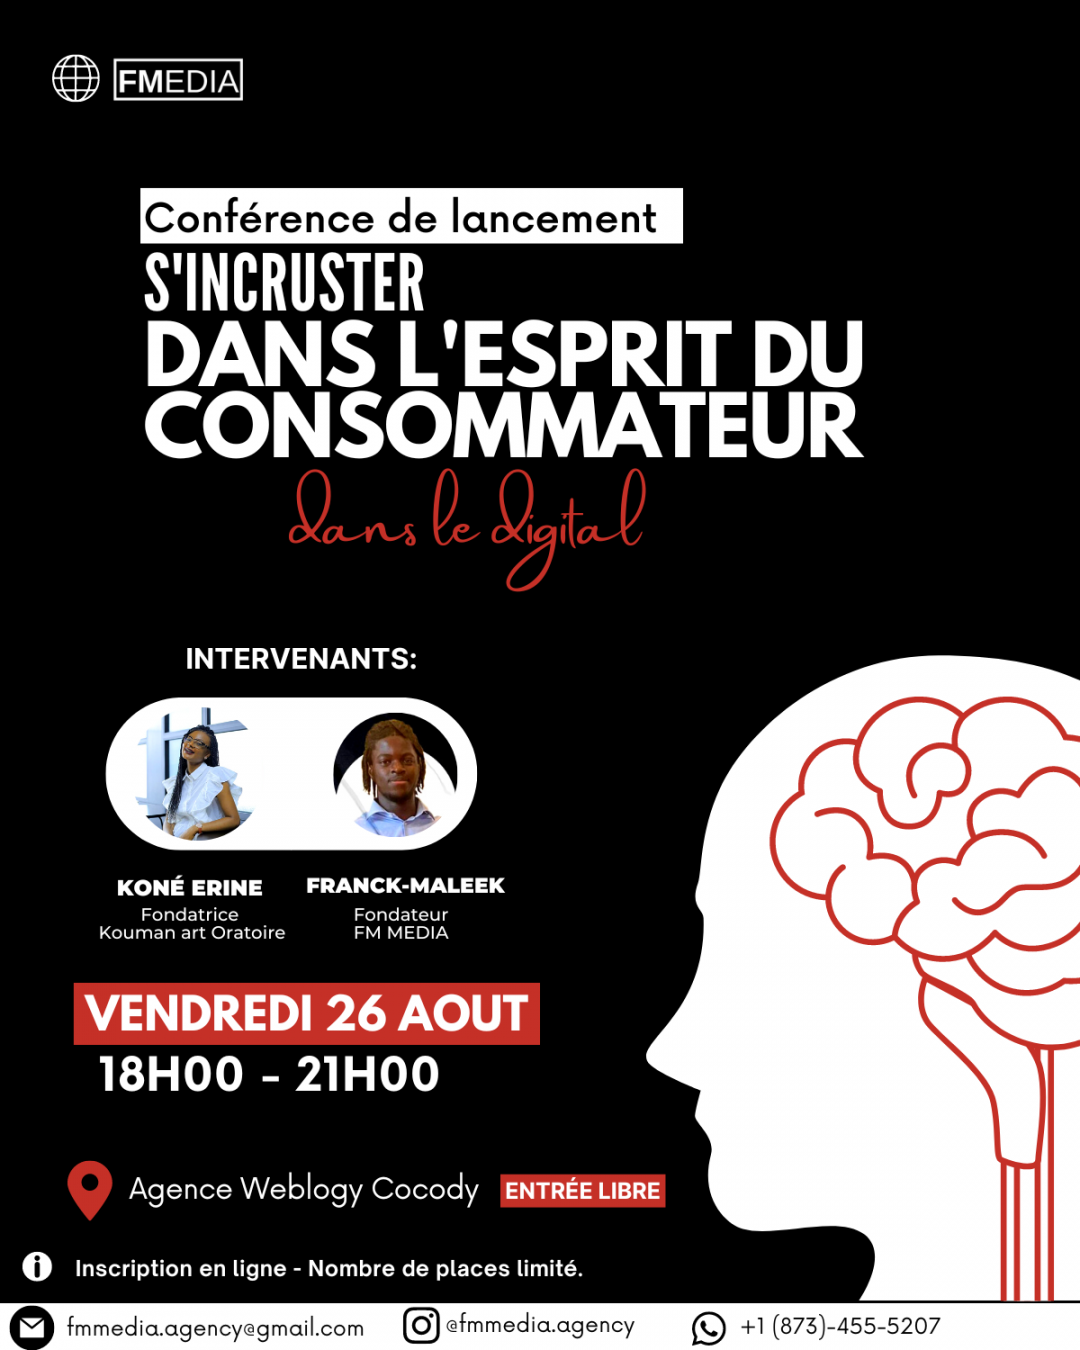 FMEDIA
Conférence de lancement
S'INCRUSTER
DANS L'ESPRIT DU
CONSOMMATEUR
dans le digital
INTERVENANTS:
KONÉ ERINE
Fondatrice
Kouman art Oratoire
FRANCK-MALEEK
Fondateur
FM MEDIA
VENDREDI 26 AOUT
18H00 - 21H00
Agence Weblogy Cocody
ENTRÉE LIBRE
Inscription en ligne - Nombre de places limité.
fmmedia.agency@gmail.com
@fmmedia.agency
+1 (873)-455-5207